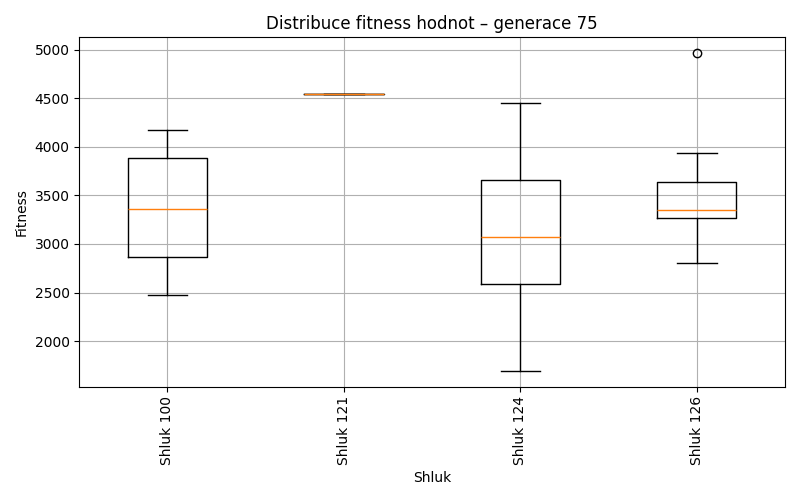 Distribuce fitness hodnot – generace 75
Fitness
5000
4500
4000
3500
3000
2500
2000
Shluk 100
Shluk 121
Shluk 124
Shluk 126
Shluk